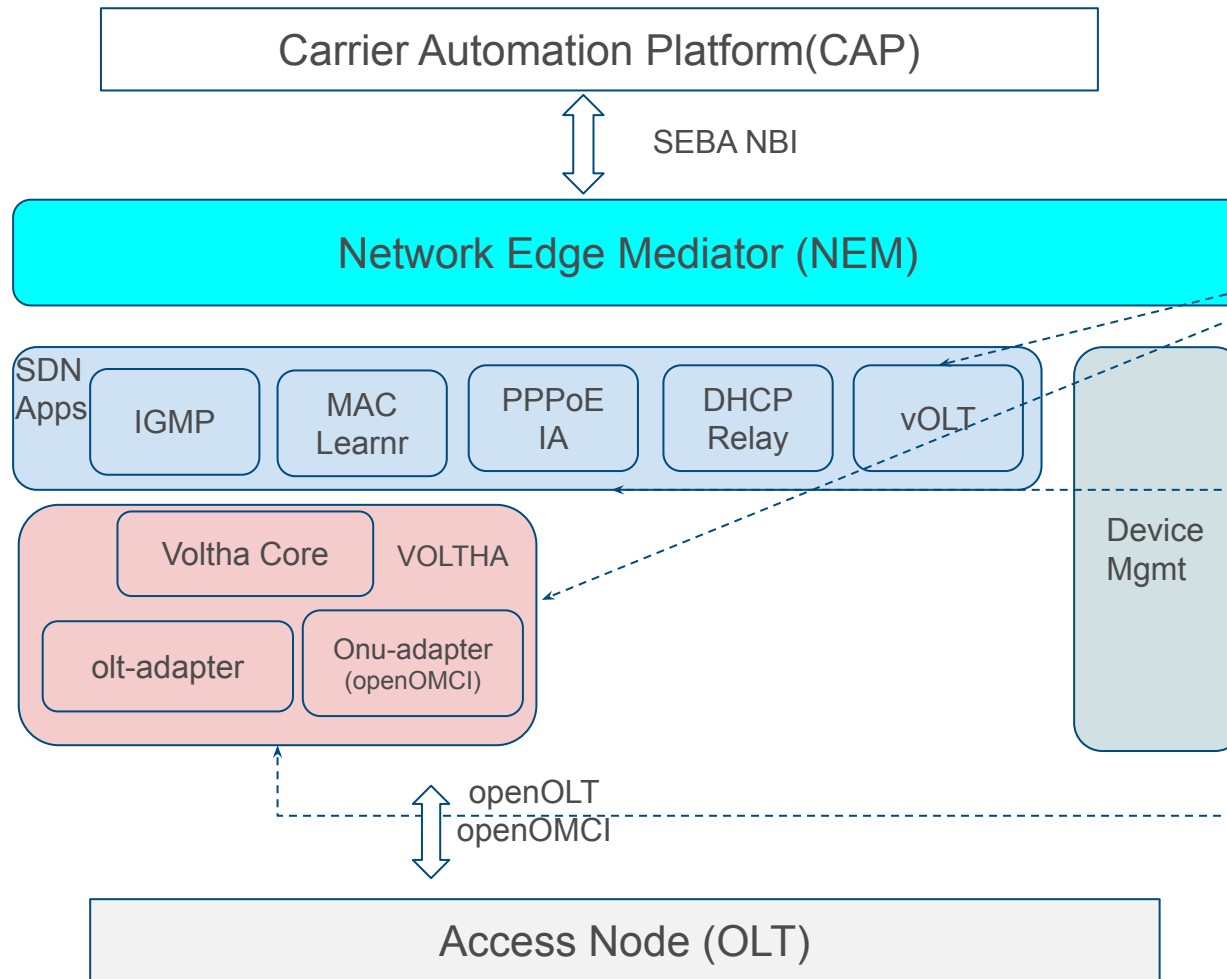 Carrier Automation Platform(CAP)
SEBA NBI
Network Edge Mediator (NEM)
SDN
Apps
IGMP
MAC
Learnr
PPPoE
IA
DHCP
Relay
vOLT
Voltha Core
VOLTHA
Device
Mgmt
olt-adapter
Onu-adapter
(openOMCI)
openOLT
openOMCI
Access Node (OLT)